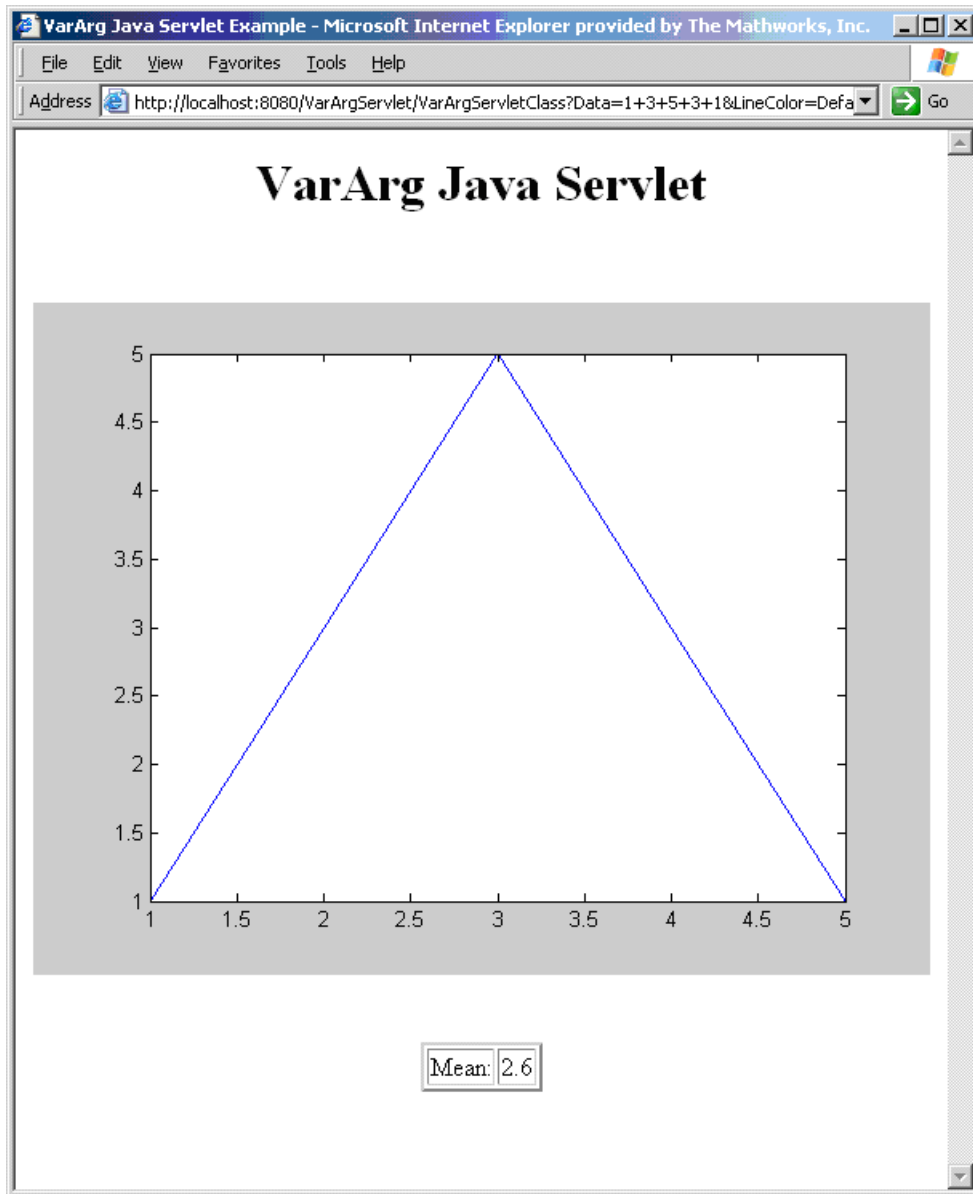 VarArg Java Servlet Example - Microsoft Internet Explorer provided by The Mathworks, Inc.
File Edit View Favorites Tools Help
Address http://localhost:8080/VarArgServlet/VarArgServletClass?Data=1+3+5+3+1&LineColor=Defa Go
VarArg Java Servlet
5
4.5
4
3.5
3
2.5
2
1.5
1
1 1.5 2 2.5 3 3.5 4 4.5 5
Mean: 2.6